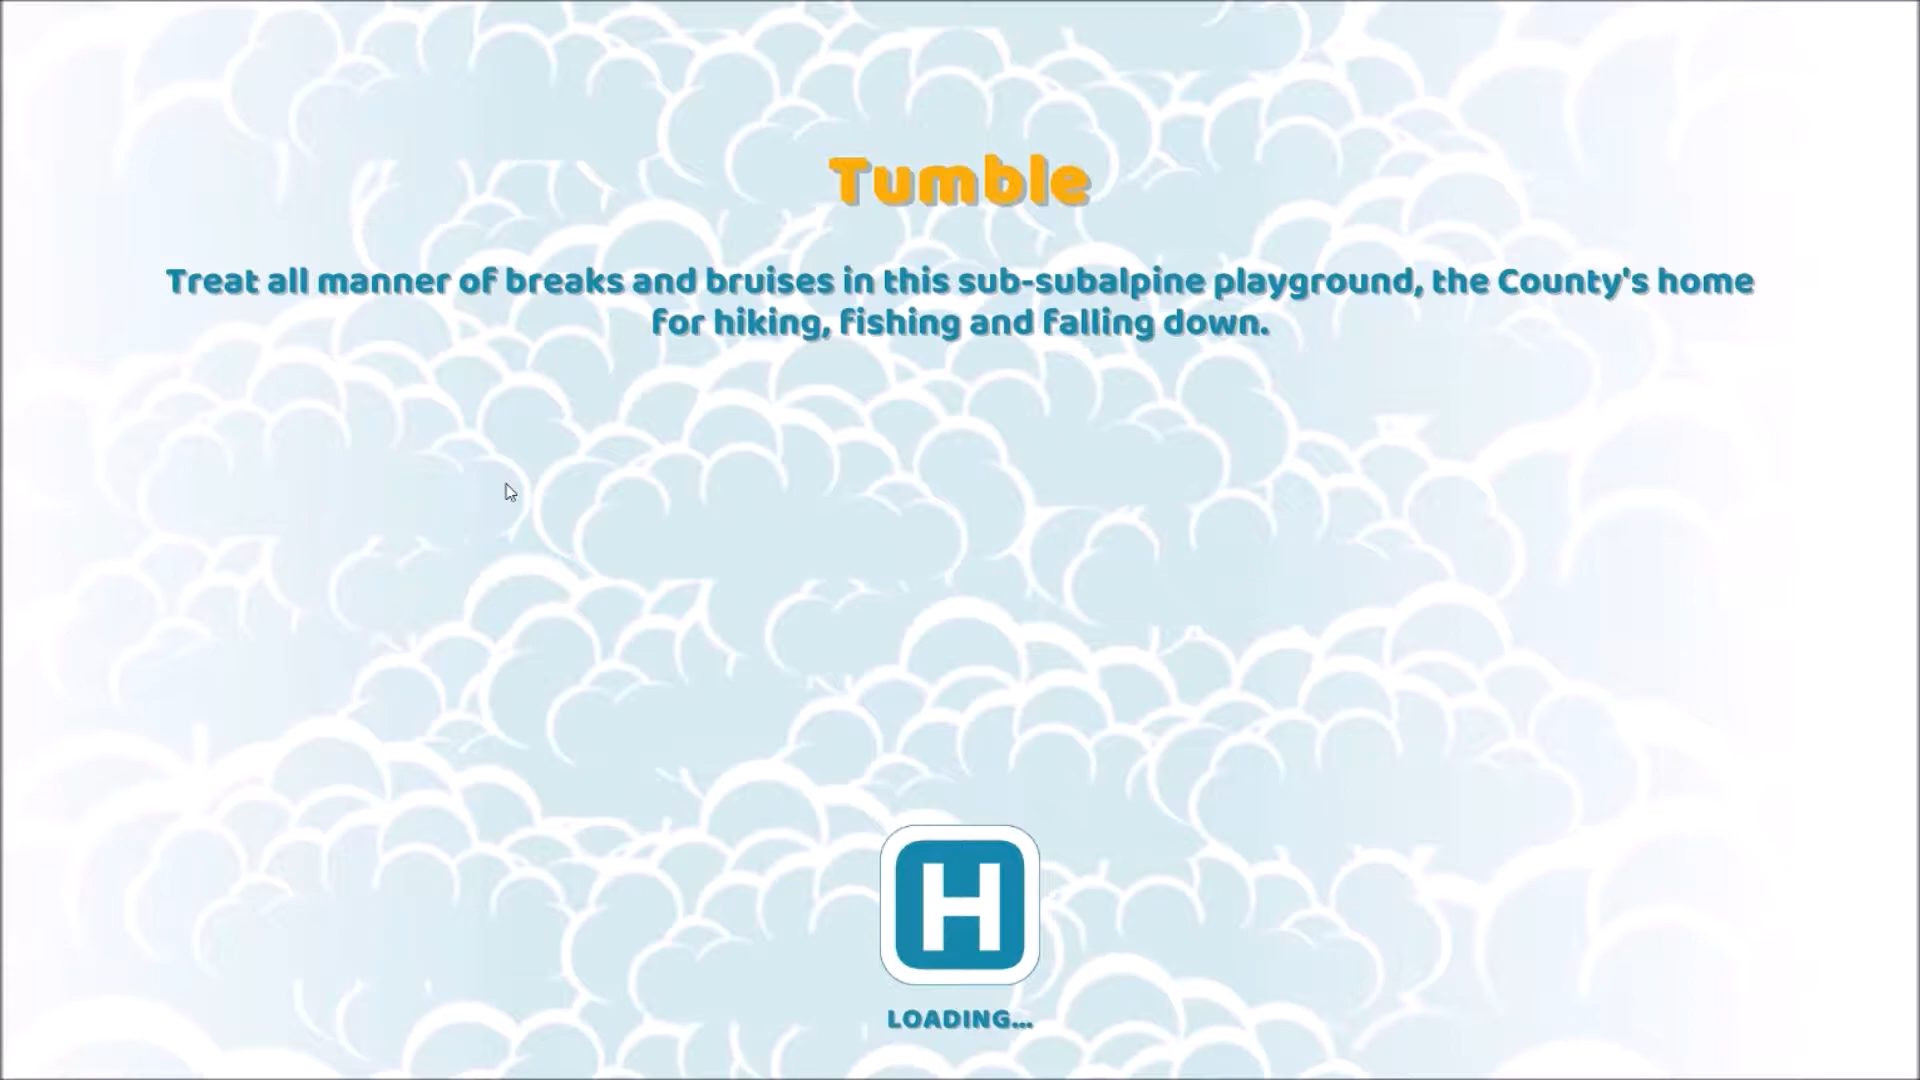 Tumble
Treat all manner of breaks and bruises in this sub-subalpine playground, the County's home
for hiking, fishing and falling down.
H
LOADING...